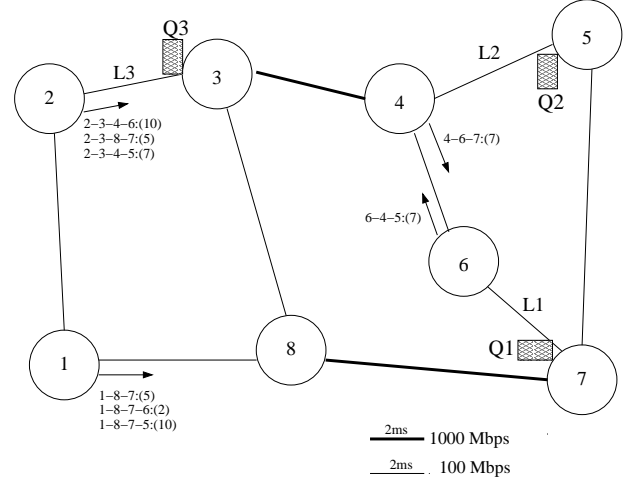 Q3
5
L2
L3
3
2
4
Q2
2–3–4–6:(10)
2–3–8–7:(5)
2–3–4–5:(7)
4–6–7:(7)
6–4–5:(7)
6
L1
8
Q1
1
7
1–8–7:(5)
1–8–7–6:(2)
1–8–7–5:(10)
2ms
1000 Mbps
2ms
100 Mbps